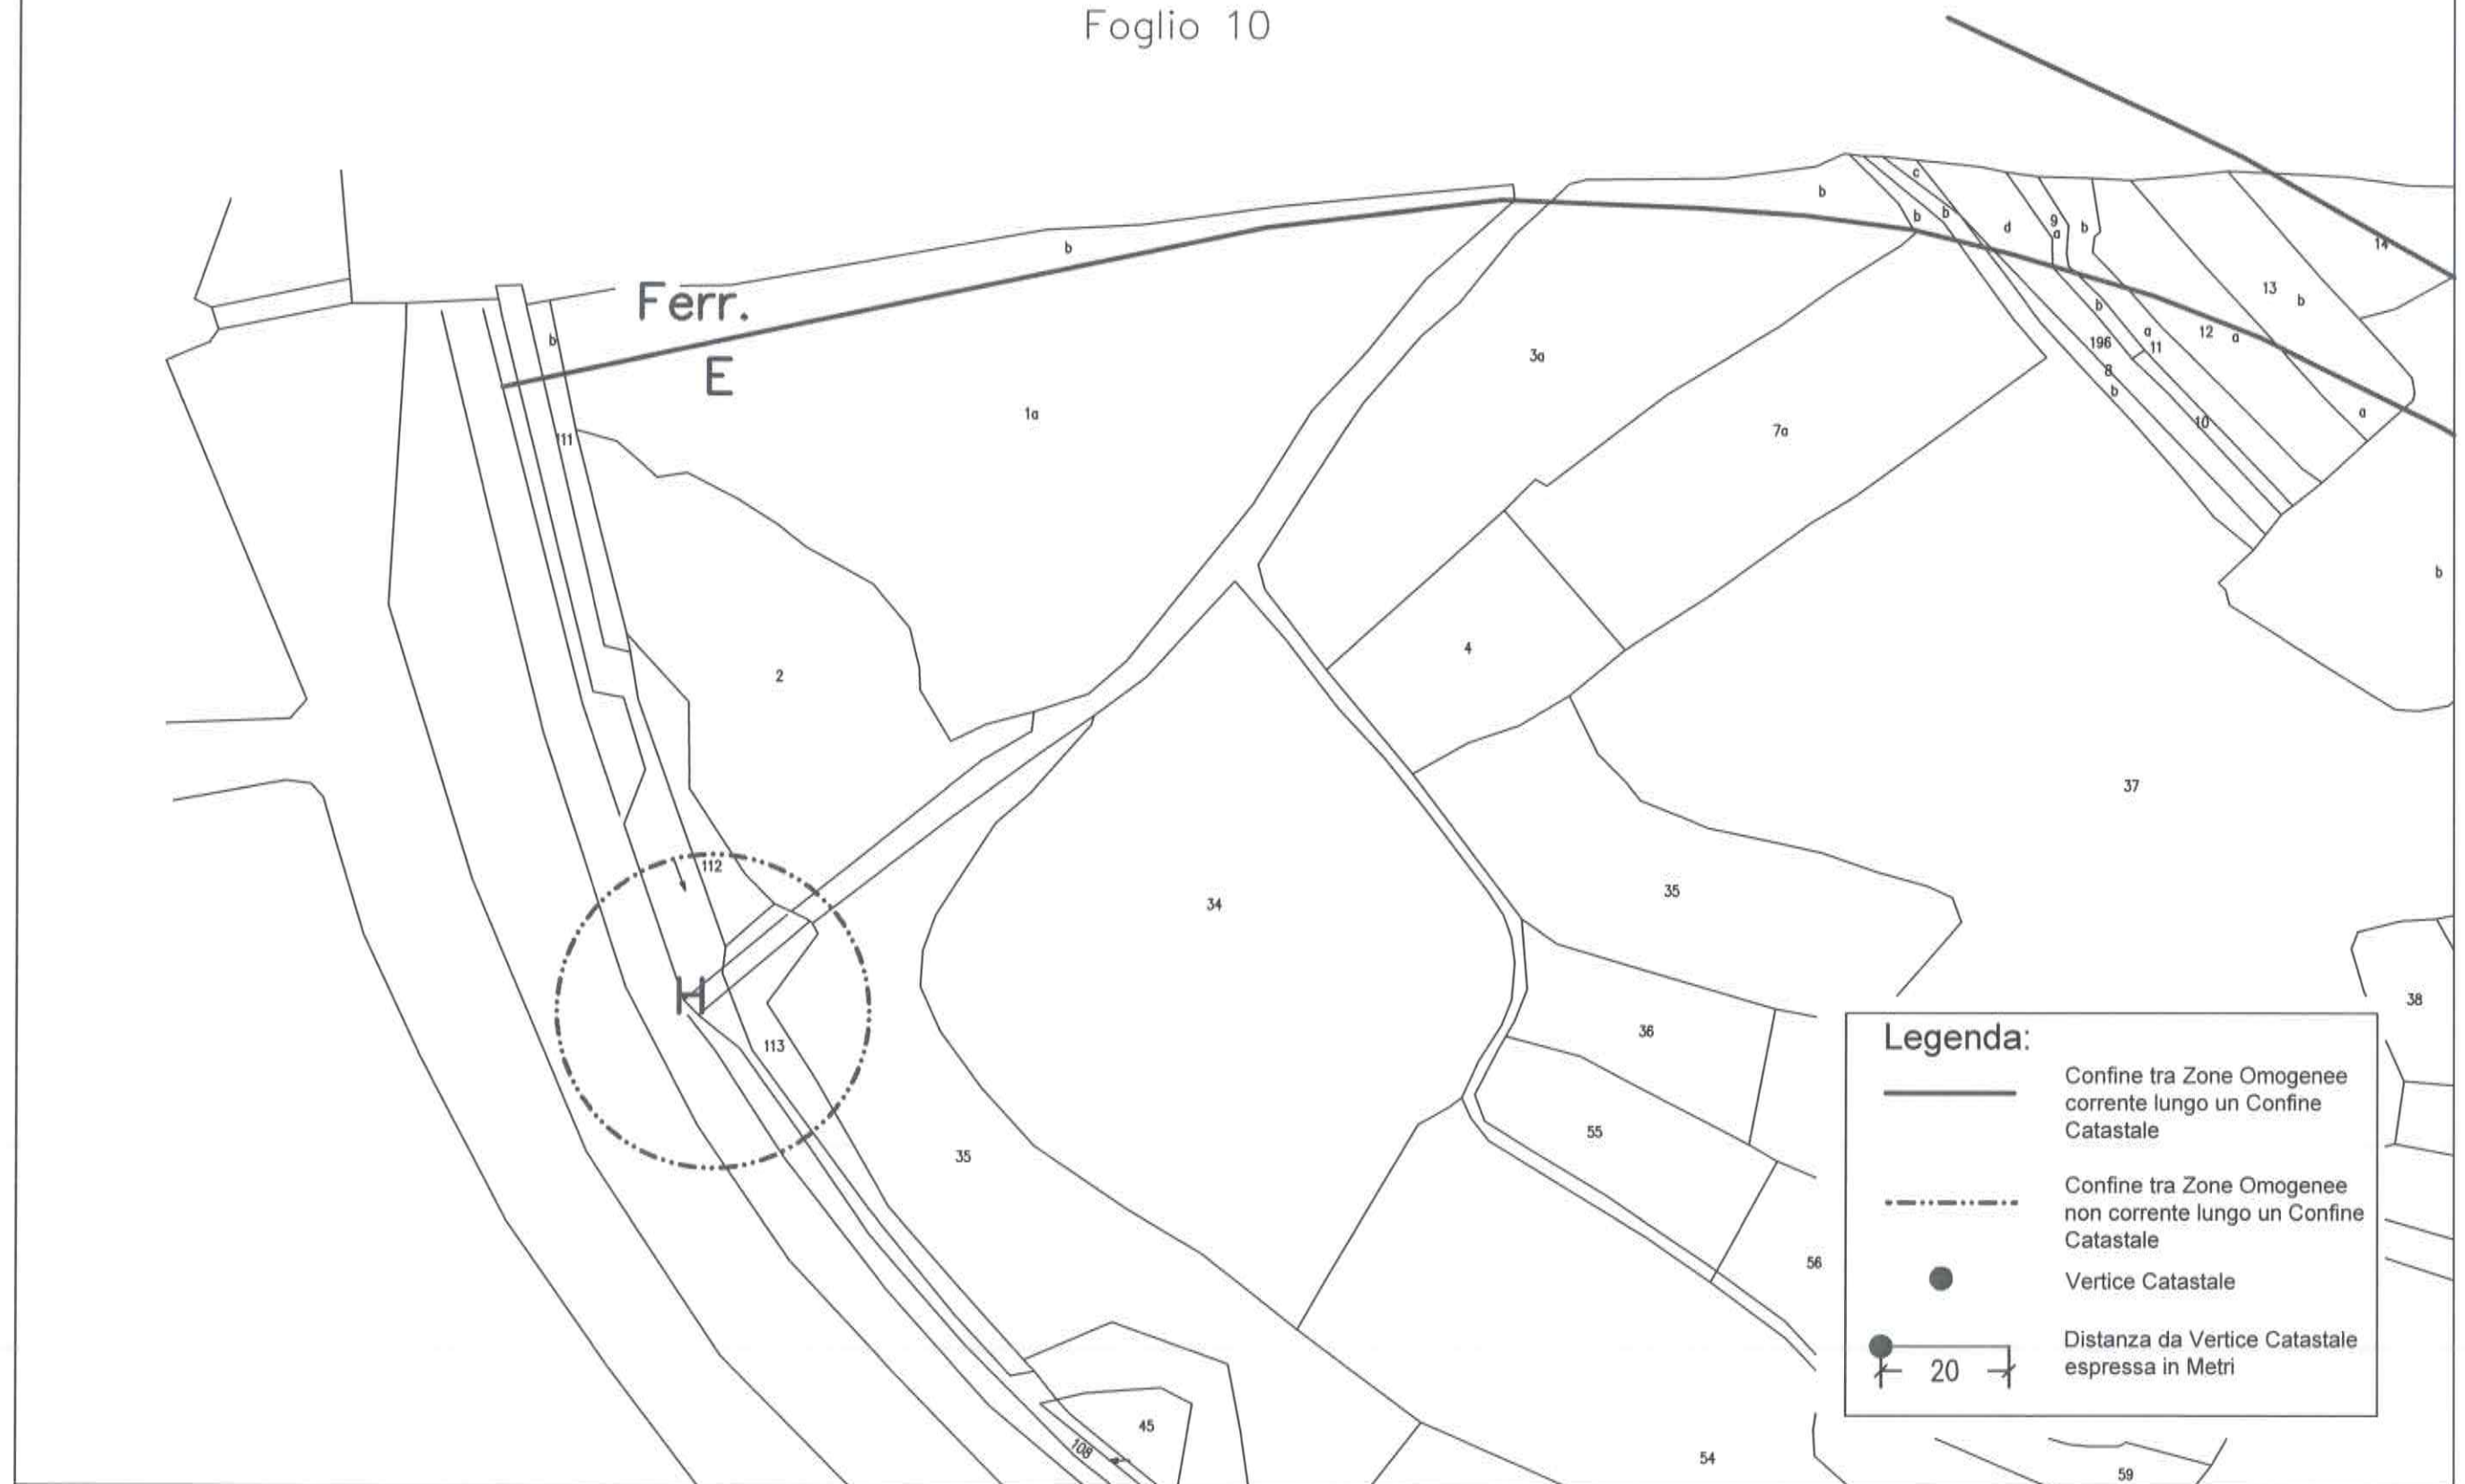 Foglio 10
c
b
b
b
d
9
a
b
14
b
Ferr.
13
b
b
b
196
a
11
12
a
3a
E
8
b
1a
a
10
7a
111
b
4
2
37
112
35
34
38
H
36
113
55
35
56
45
108
54
59
Legenda:
Confine tra Zone Omogenee
corrente lungo un Confine
Catastale
Confine tra Zone Omogenee
non corrente lungo un Confine
Catastale
Vertice Catastale
20
Distanza da Vertice Catastale
espressa in Metri